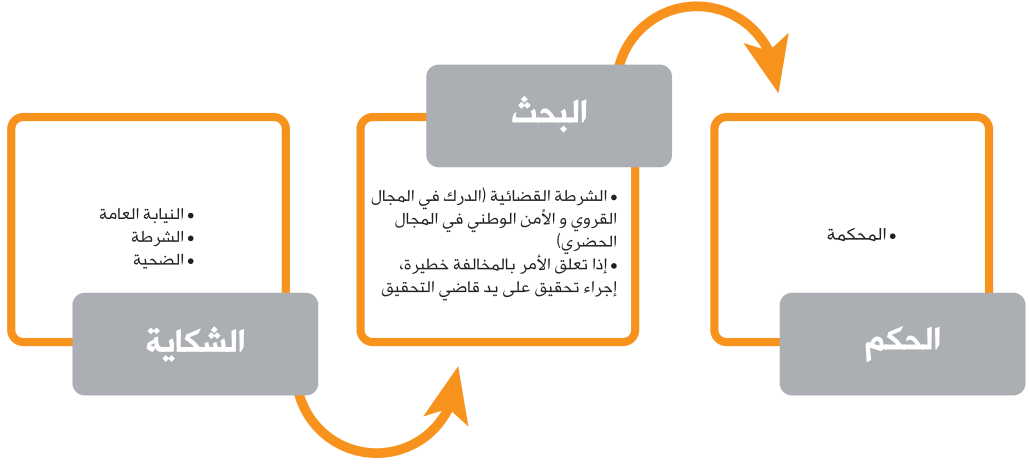 • النيابة العامة
• الشرطة
• الضحية
الشكاية
البحث
• الشرطة القضائية (الدرك في المجال
القروي و الأمن الوطني في المجال
الحضري)
• إذا تعلق الأمر بالمخالفة خطيرة،
إجراء تحقيق على يد قاضي التحقيق
• المحكمة
الحكم